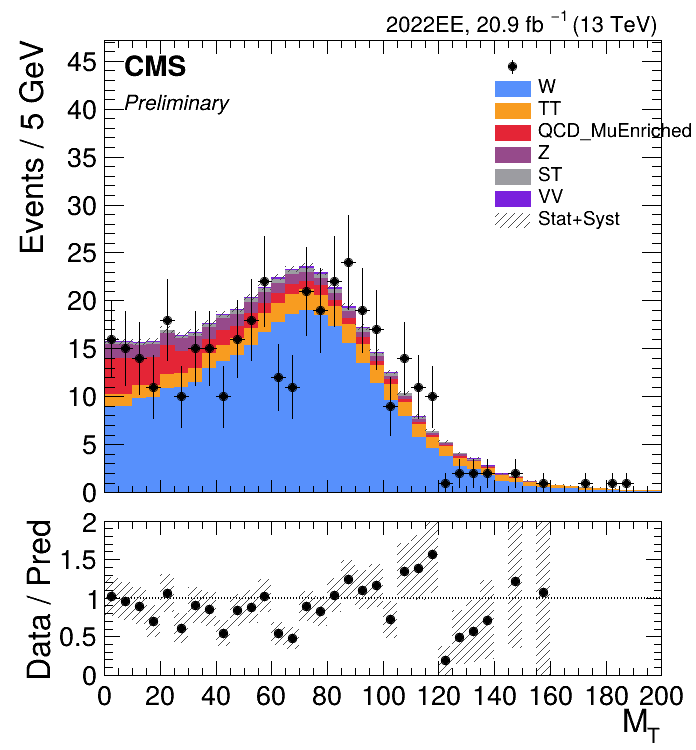 2022EE, 20.9 fb ⁻¹ (13 TeV)
Events / 5 GeV
CMS
Preliminary
W
TT
QCD_MuEnriched
Z
ST
VV
Stat+Syst
45
40
35
30
25
20
15
10
5
0
Data / Pred
2
1.5
1
0.5
0
0 20 40 60 80 100 120 140 160 180 200
M_T